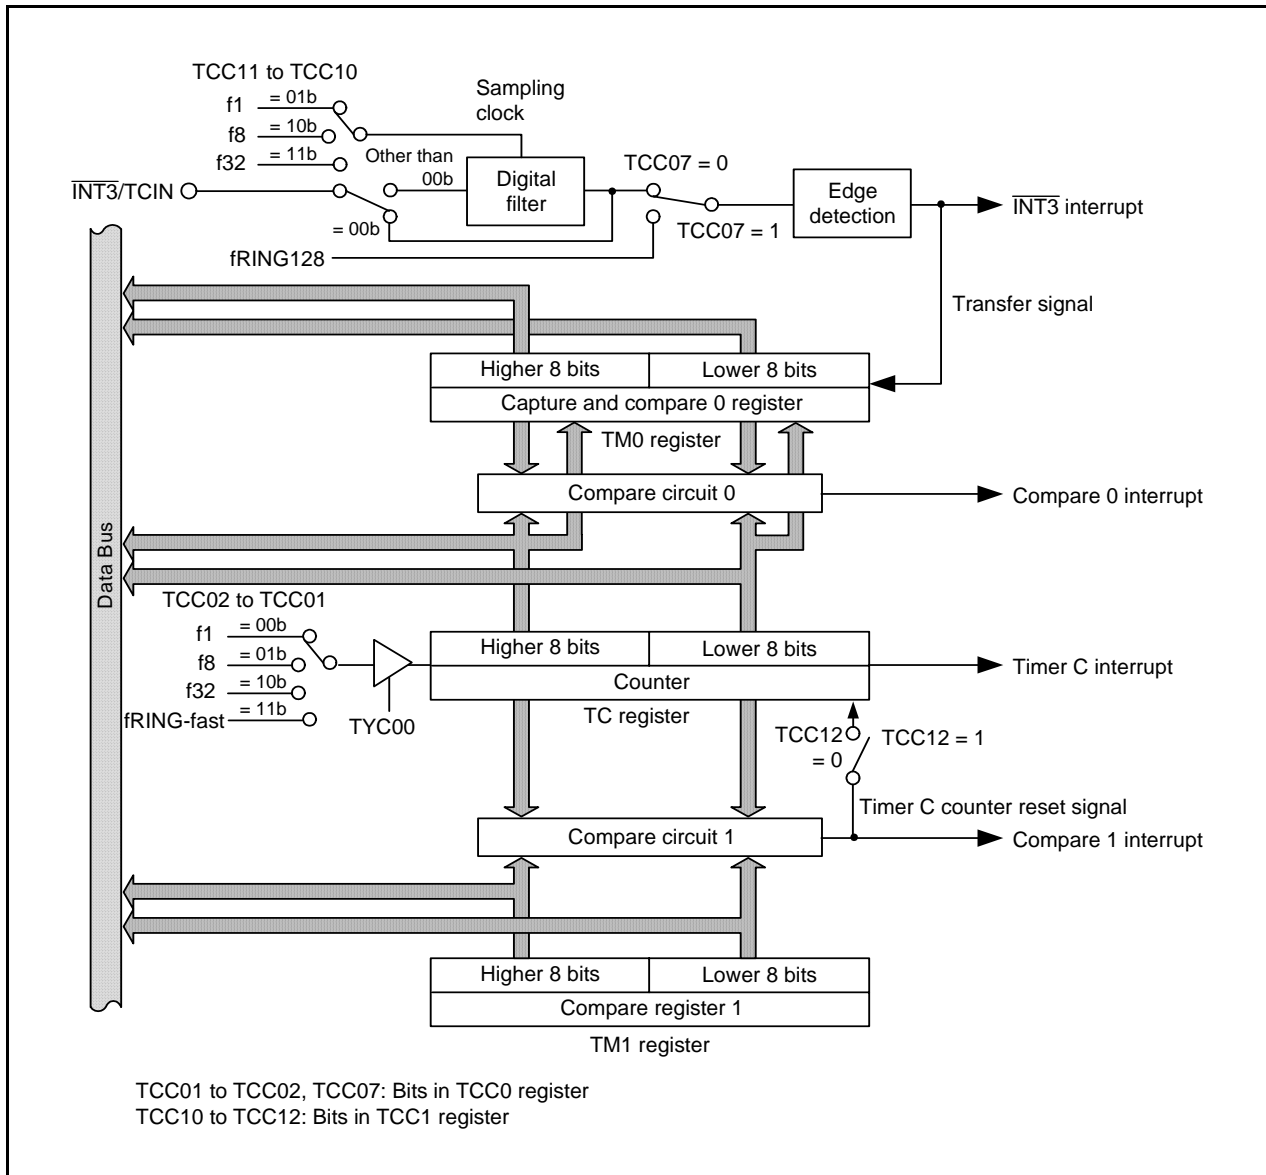 TCC11 to TCC10
f1
= 01b
f8
= 10b
f32
= 11b
Sampling
clock
Other than
00b
INT3/TCIN
= 00b
Digital
filter
TCC07 = 0
TCC07 = 1
fRING128
Edge
detection
INT3 interrupt
Transfer signal
Higher 8 bits
Lower 8 bits
Capture and compare 0 register
TM0 register
Compare circuit 0
Compare 0 interrupt
Data Bus
TCC02 to TCC01
f1
= 00b
f8
= 01b
f32
= 10b
fRING-fast
= 11b
TYC00
Higher 8 bits
Lower 8 bits
Counter
TC register
Timer C interrupt
TCC12
= 0
TCC12 = 1
Timer C counter reset signal
Compare circuit 1
Compare 1 interrupt
Higher 8 bits
Lower 8 bits
Compare register 1
TM1 register
TCC01 to TCC02, TCC07: Bits in TCC0 register
TCC10 to TCC12: Bits in TCC1 register